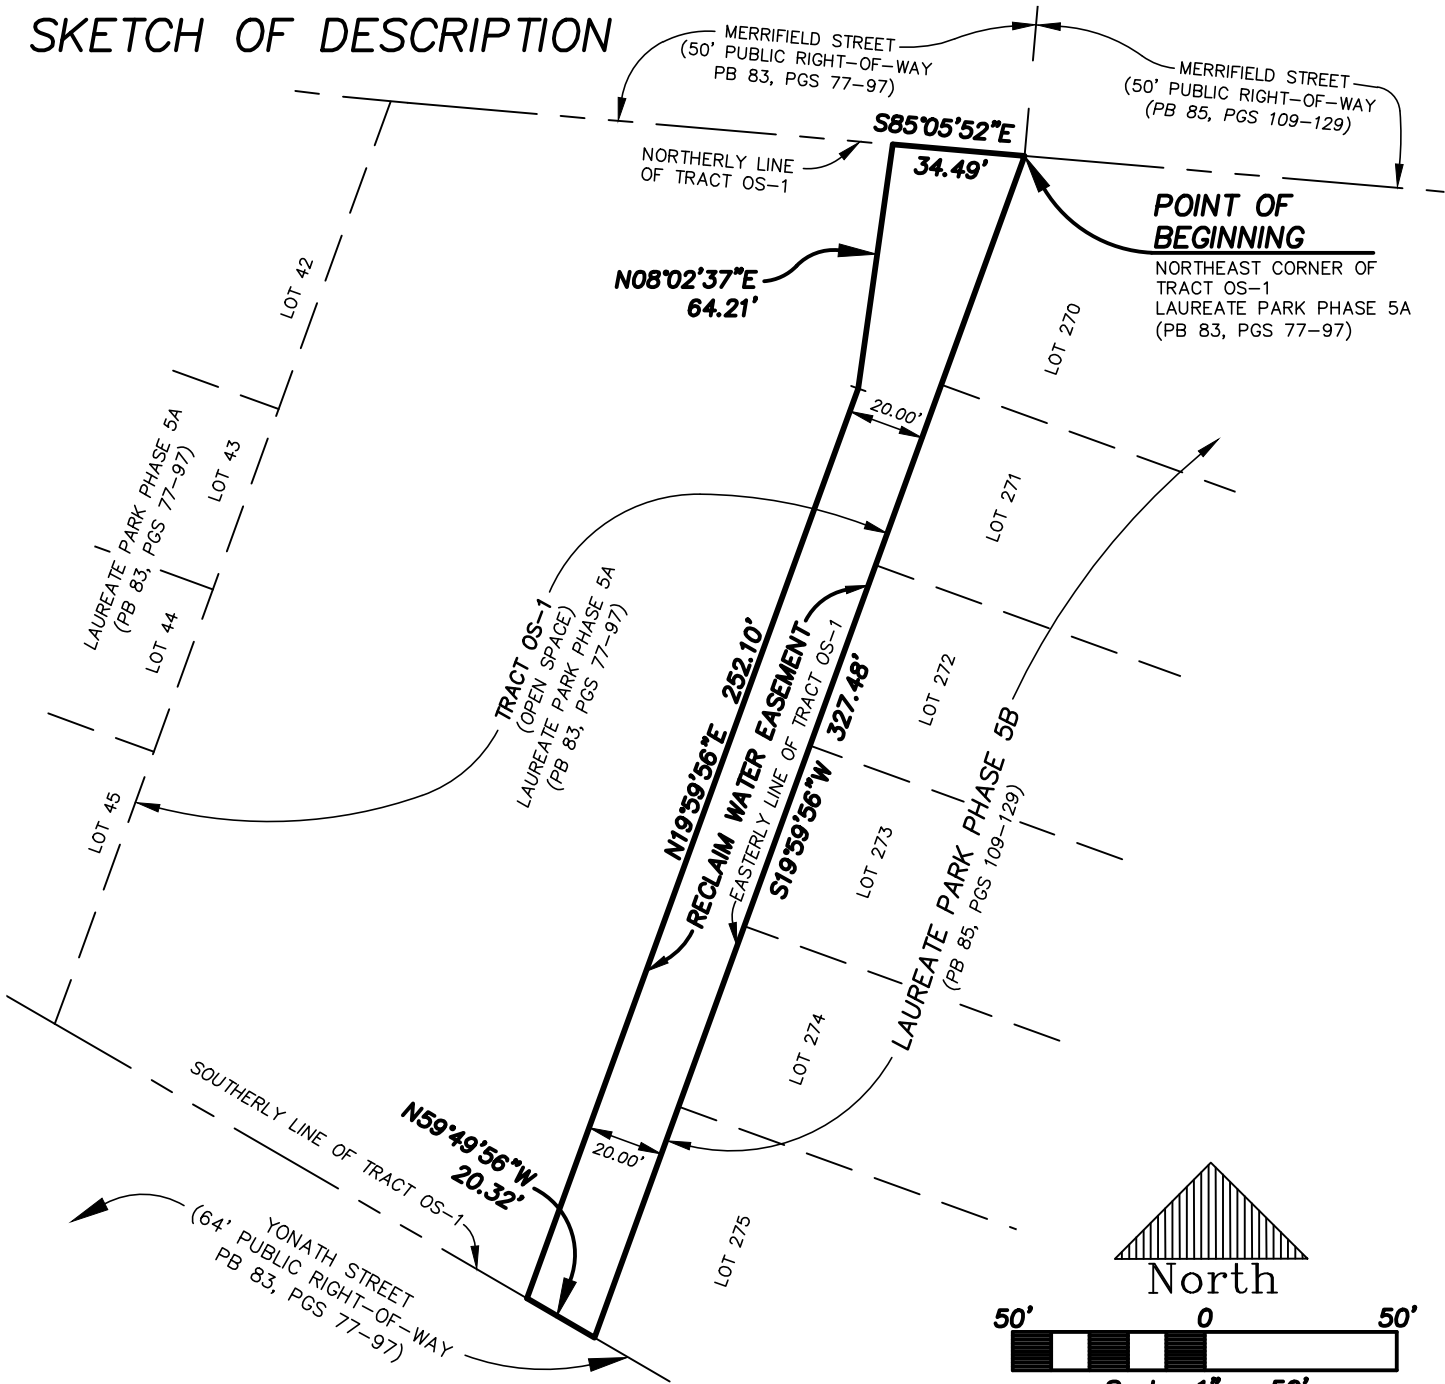 SKETCH OF DESCRIPTION
MERRIFIELD STREET
(50' PUBLIC RIGHT-OF-WAY
PB 83, PGS 77-97)
MERRIFIELD STREET
(50' PUBLIC RIGHT-OF-WAY
(PB 85, PGS 109-129)
S85°05'52"E
34.49'
NORTHERLY LINE
OF TRACT OS-1
POINT OF
BEGINNING
NORTHEAST CORNER OF
TRACT OS-1
LAUREATE PARK PHASE 5A
(PB 83, PGS 77-97)
N08°02'37"E
64.21'
LOT 42
LOT 270
20.00'
LAUREATE PARK PHASE 5A
(PB 83, PGS 77-97)
LOT 43
LOT 271
LOT 44
TRACT OS-1
(OPEN SPACE)
LAUREATE PARK PHASE 5A
(PB 83, PGS 77-97)
N19°59'56"E 252.10'
RECLAIM WATER EASEMENT
EASTERLY LINE OF TRACT OS-1
S19°59'56"W 327.48'
LOT 272
LOT 45
LOT 273
LAUREATE PARK PHASE 5B
(PB 85, PGS 109-129)
LOT 274
SOUTHERLY LINE OF TRACT OS-1
N59°49'56"W
20.32'
20.00'
YONATH STREET
(64' PUBLIC RIGHT-OF-WAY
PB 83, PGS 77-97)
LOT 275
North
50' 0 50'